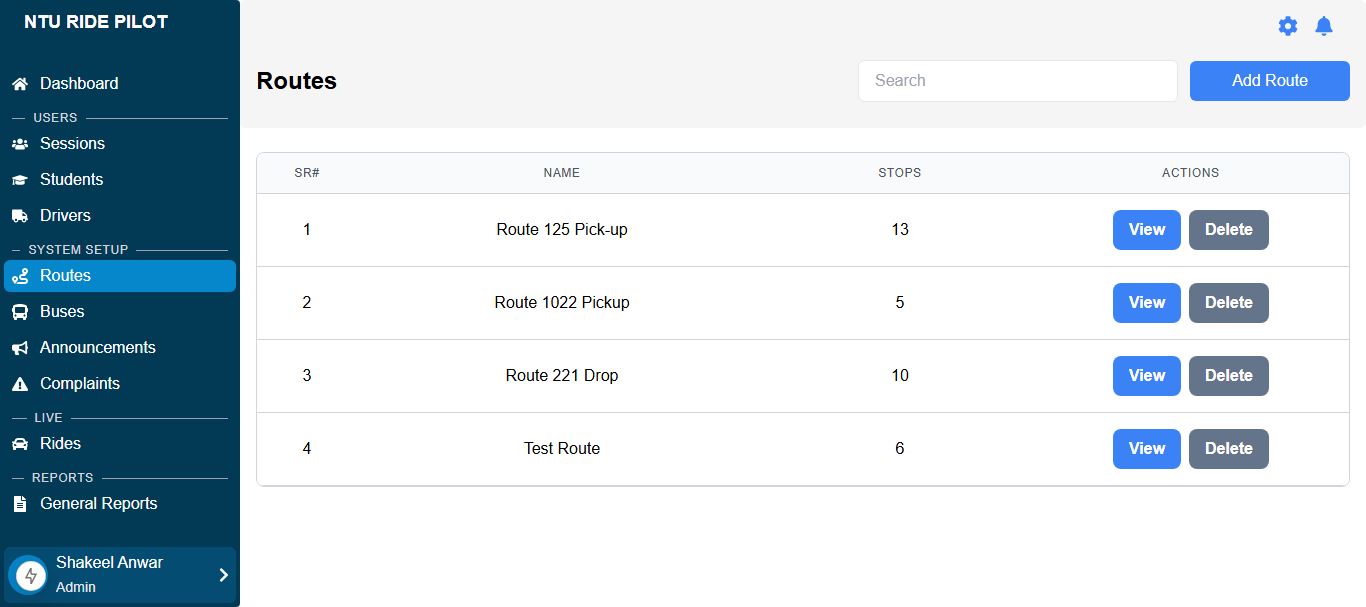 NTU RIDE PILOT
Dashboard
USERS
Sessions
Students
Drivers
SYSTEM SETUP
Routes
Buses
Announcements
Complaints
LIVE
Rides
REPORTS
General Reports
Shakeel Anwar
Admin
Routes
Search
Add Route
SR# NAME STOPS ACTIONS
1 Route 125 Pick-up 13 View Delete
2 Route 1022 Pickup 5 View Delete
3 Route 221 Drop 10 View Delete
4 Test Route 6 View Delete